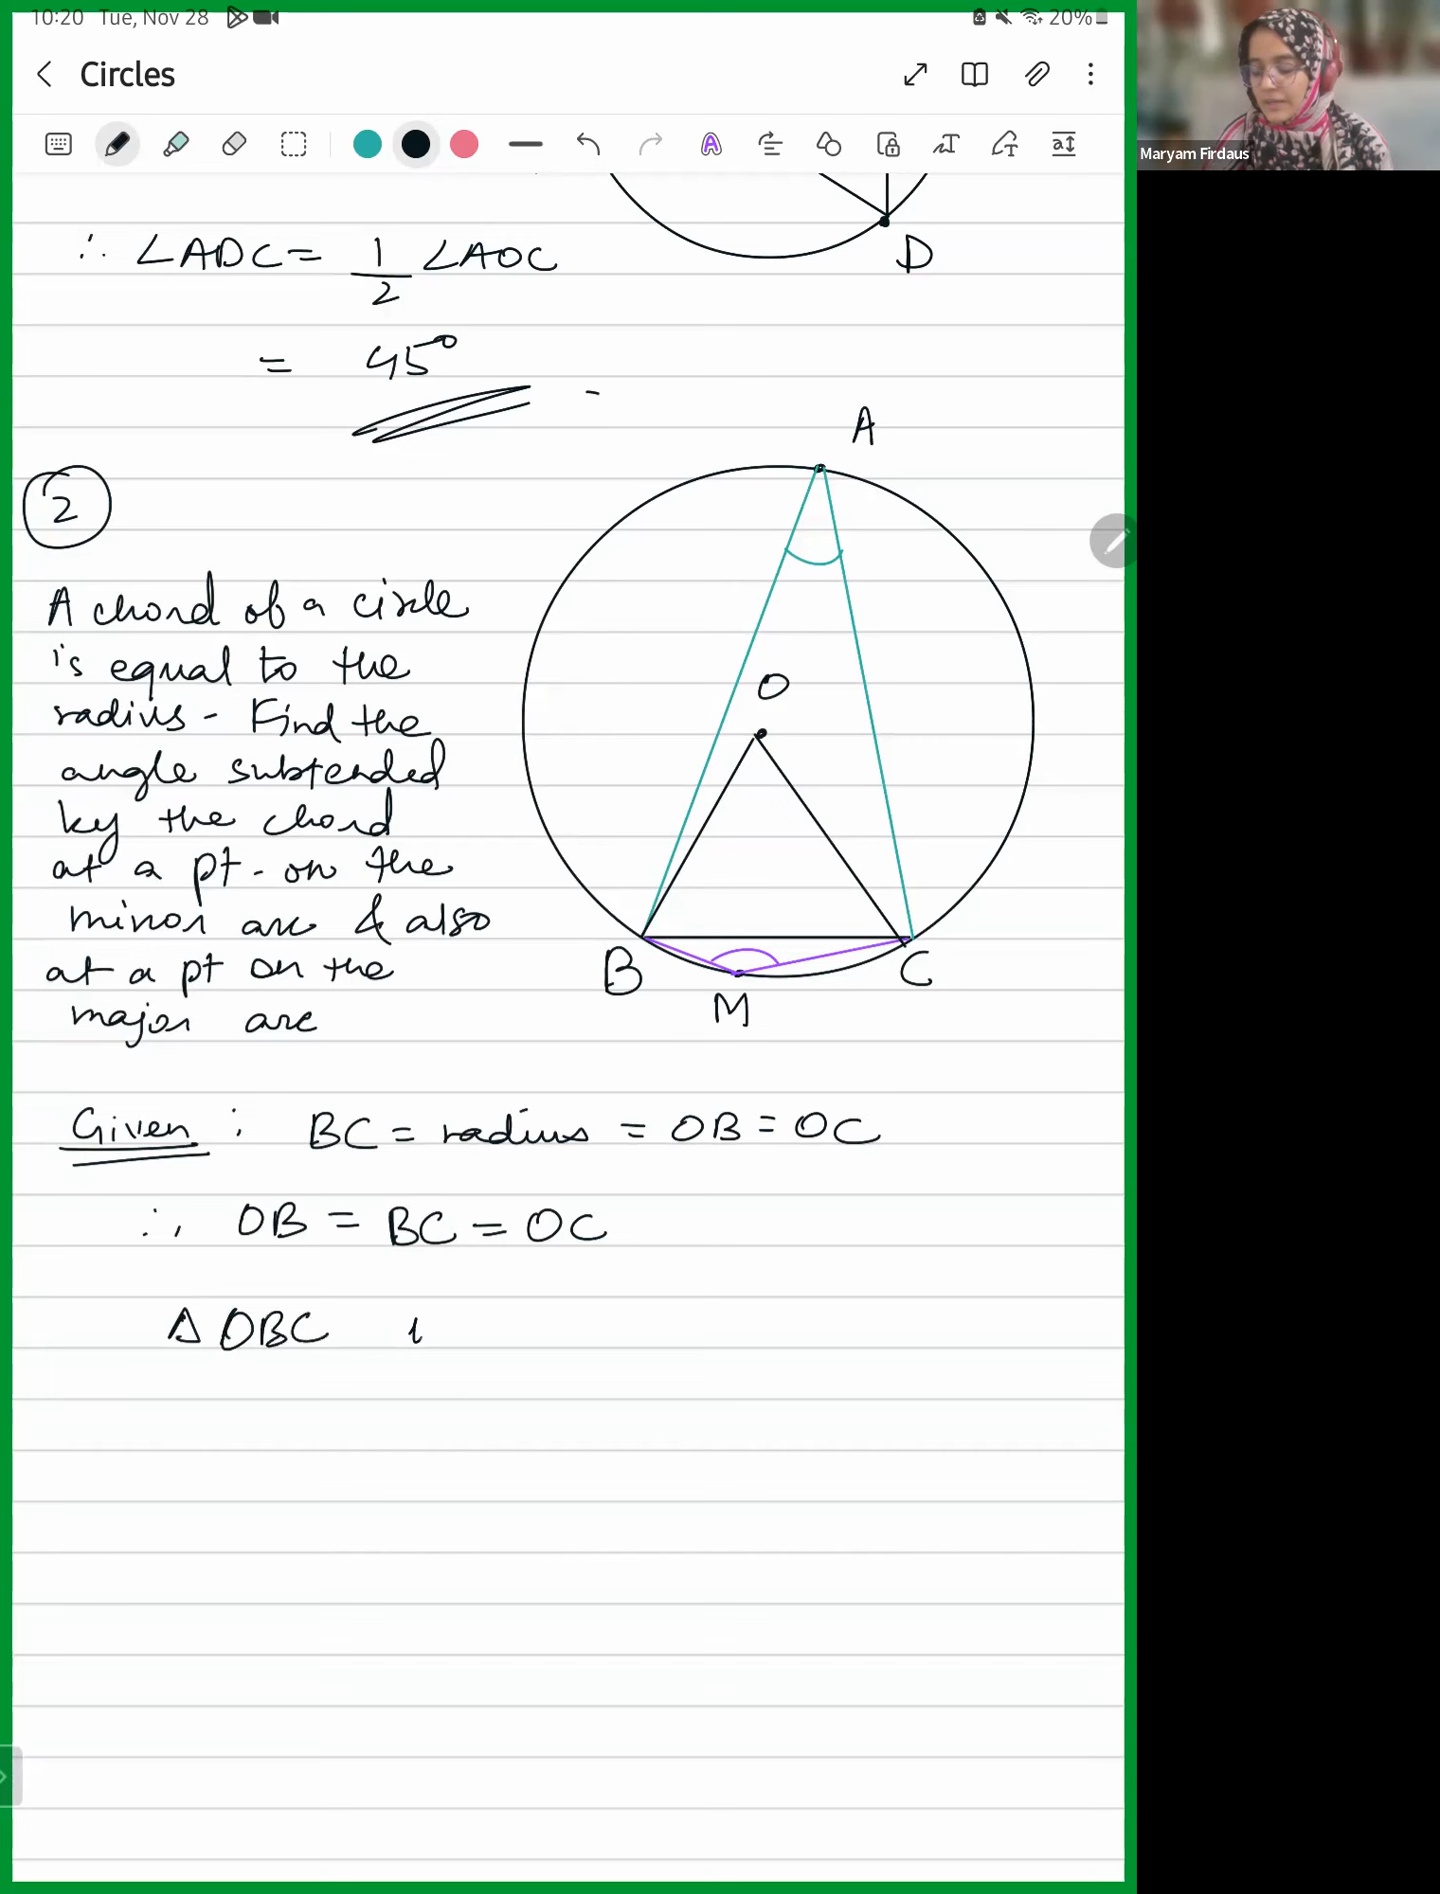 10:20 Tue, Nov 28
20%
Circles
Maryam Firdaus
D
∴ ∠ADC = 1/2 ∠AOC
= 45°
A
2
A chord of a circle
is equal to the
radius - Find the
angle subtended
by the chord
at a pt. on the
minor arc & also
at a pt on the
major arc
O
B
C
M
Given : BC = radius = OB = OC
∴ OB = BC = OC
Δ OBC i